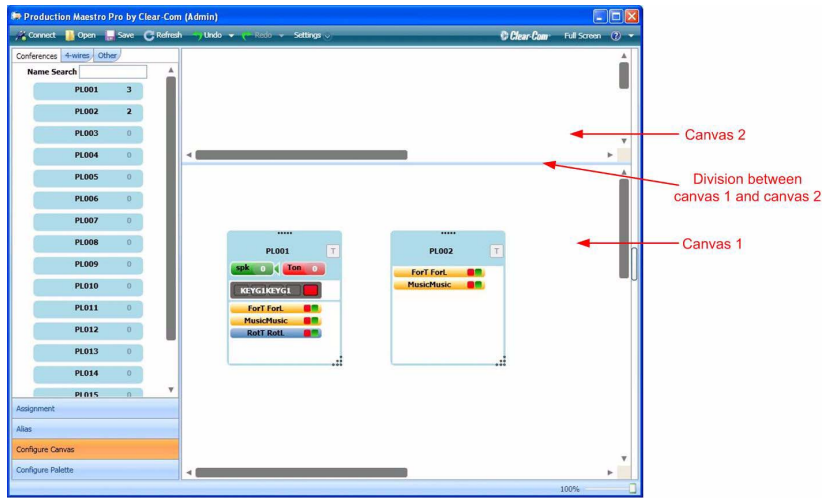 Production Maestro Pro by Clear-Com (Admin)
Connect Open Save Refresh Undo Redo Settings Clear-Com Full Screen
Conferences 4-wires Other
Name Search
PL001 3
PL002 2
PL003 0
PL004 0
PL005 0
PL006 0
PL007 0
PL008 0
PL009 0
PL010 0
PL011 0
PL012 0
PL013 0
PL014 0
PL015 0
Assignment
Alias
Configure Canvas
Configure Palette
Canvas 2
Division between
canvas 1 and canvas 2
Canvas 1
PL001 T
spk 0 Ton 0
KEYG1KEYG1
ForT ForL
MusicMusic
RotT RotL
PL002 T
ForT ForL
MusicMusic
100%